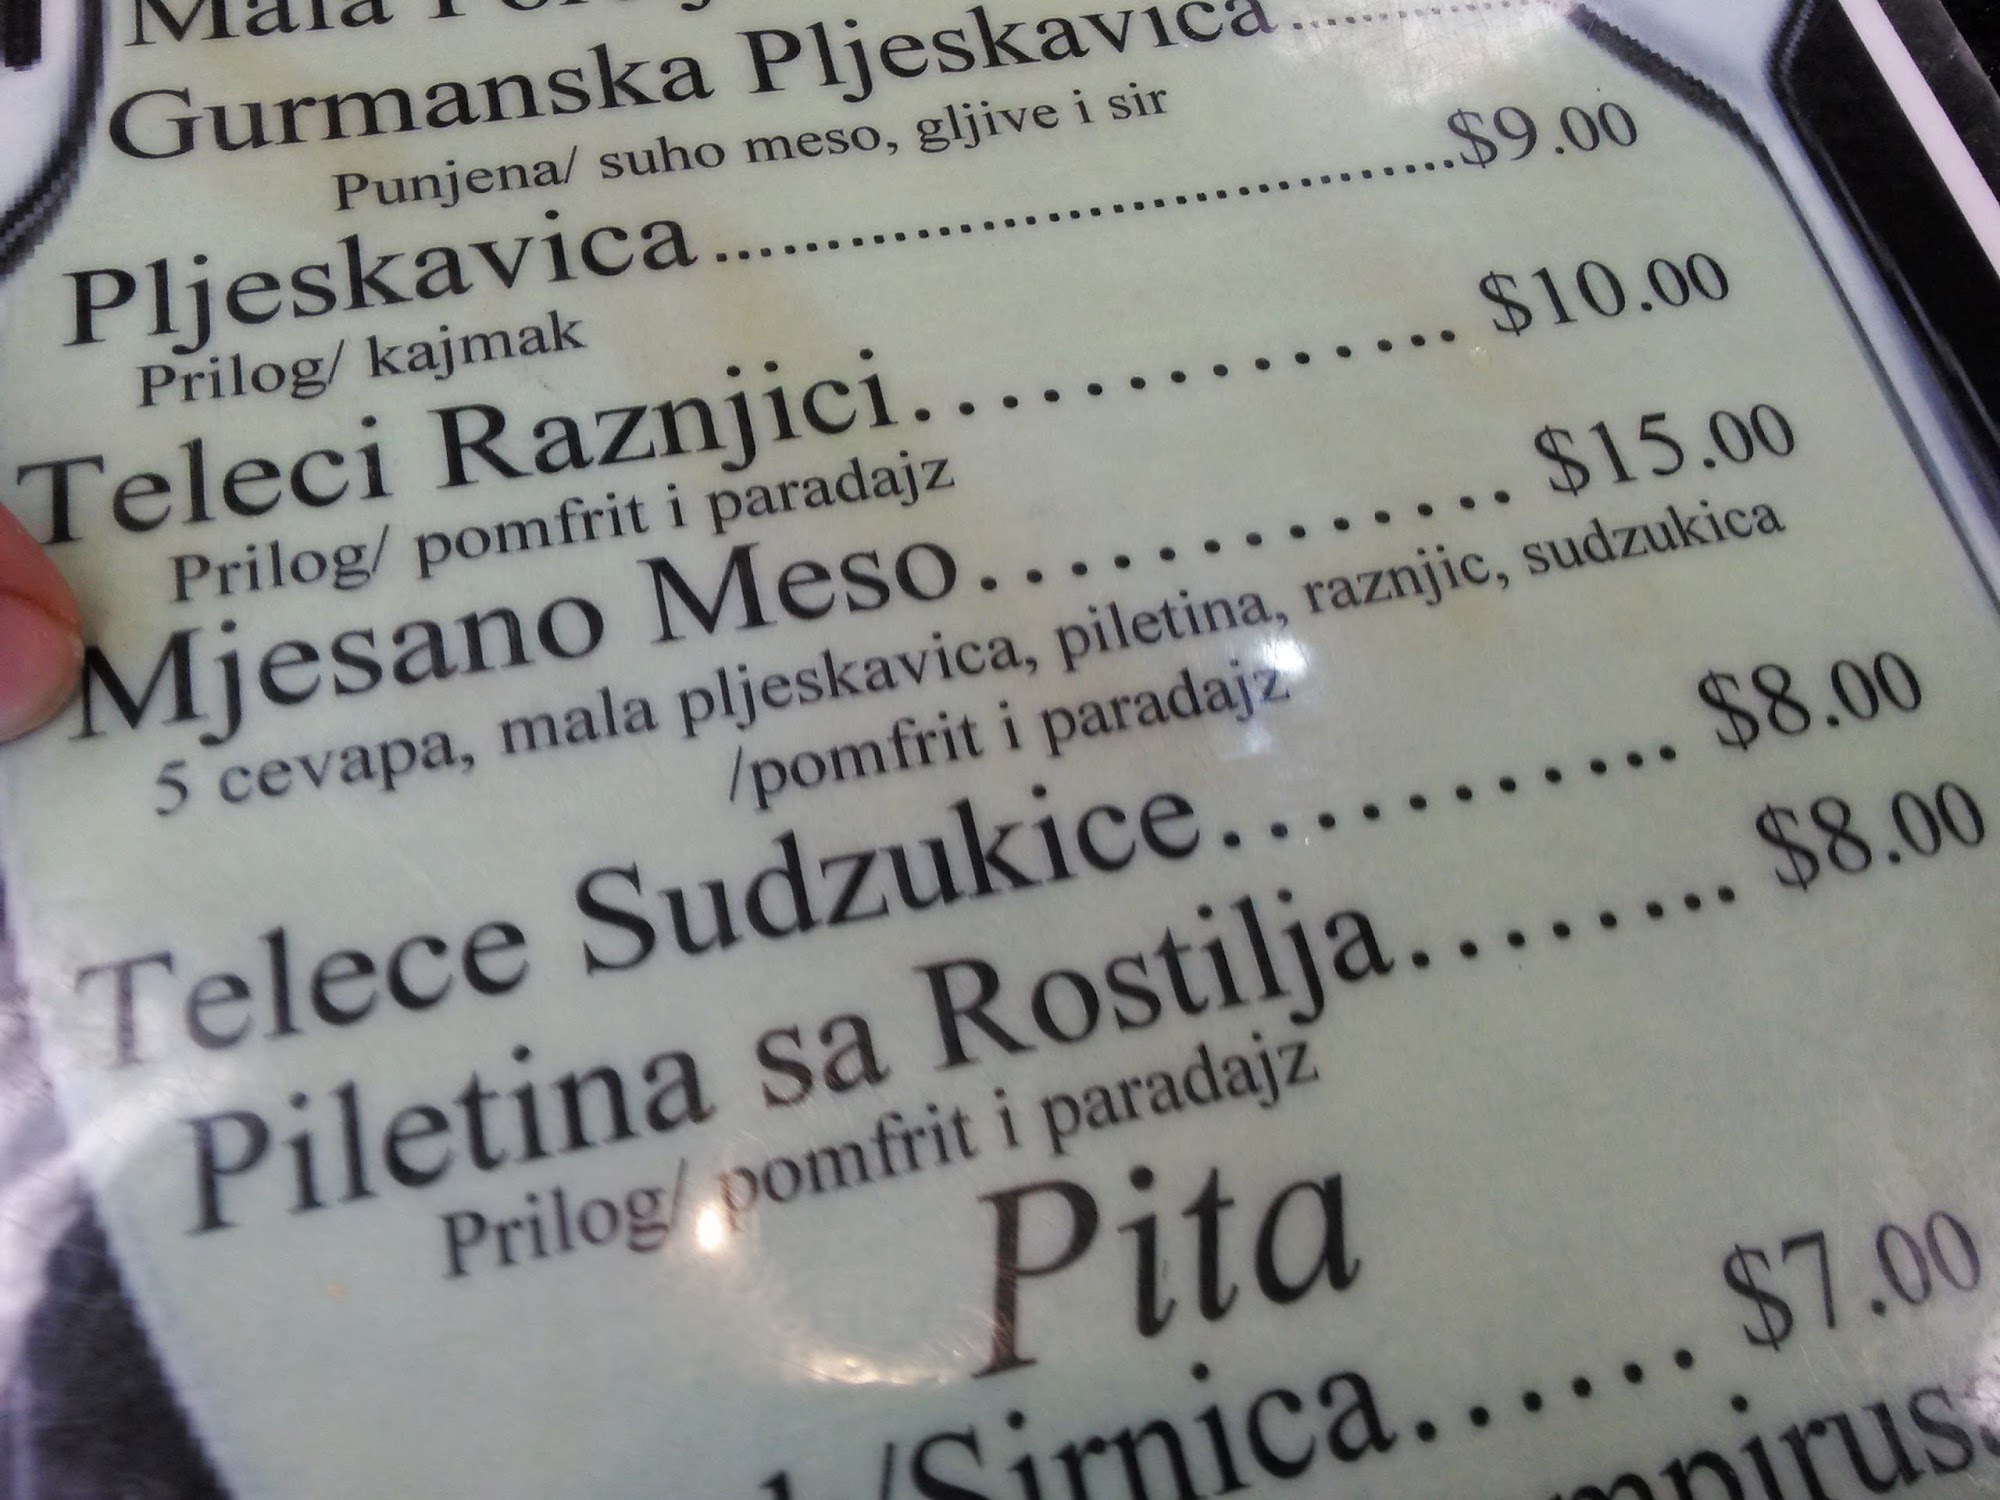 Mala
Gurmanska Pljeskavica..............
Punjena/ suho meso, gljive i sir
Pljeskavica....................................$9.00
Prilog/ kajmak
Teleci Raznjici.............. $10.00
Prilog/ pomfrit i paradajz
Mjesano Meso............. $15.00
5 cevapa, mala pljeskavica, piletina, raznjic, sudzukica
/pomfrit i paradajz
Telece Sudzukice........... $8.00
Piletina sa Rostilja........ $8.00
Prilog/ pomfrit i paradajz
Pita
/Sirnica....... $7.00